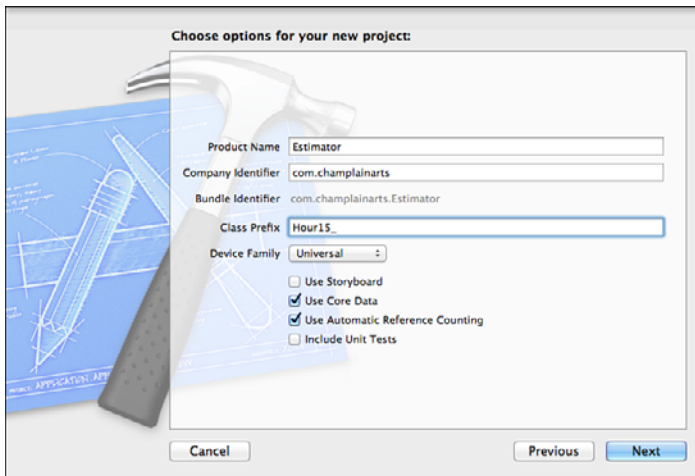 Choose options for your new project:
Product Name Estimator
Company Identifier com.champlainarts
Bundle Identifier com.champlainarts.Estimator
Class Prefix Hour15_
Device Family Universal
Use Storyboard
Use Core Data
Use Automatic Reference Counting
Include Unit Tests
Cancel Previous Next